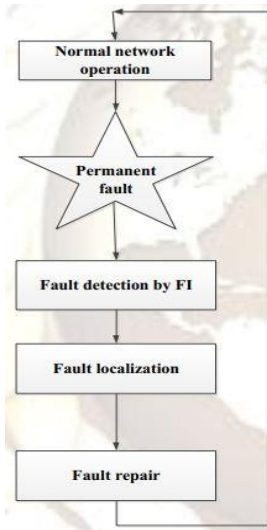 Normal network
operation
Permanent
fault
Fault detection by FI
Fault localization
Fault repair